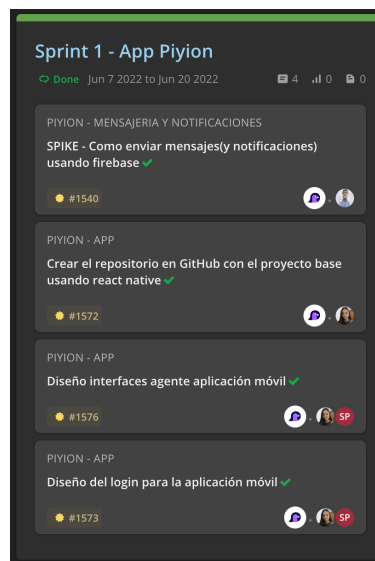 Sprint 1 - App Piyion
Done Jun 7 2022 to Jun 20 2022 4 0 0
PIYION - MENSAJERIA Y NOTIFICACIONES
SPIKE - Como enviar mensajes(y notificaciones)
usando firebase
#1540
PIYION - APP
Crear el repositorio en GitHub con el proyecto base
usando react native
#1572
PIYION - APP
Diseño interfaces agente aplicación móvil
#1576 SP
PIYION - APP
Diseño del login para la aplicación móvil
#1573 SP